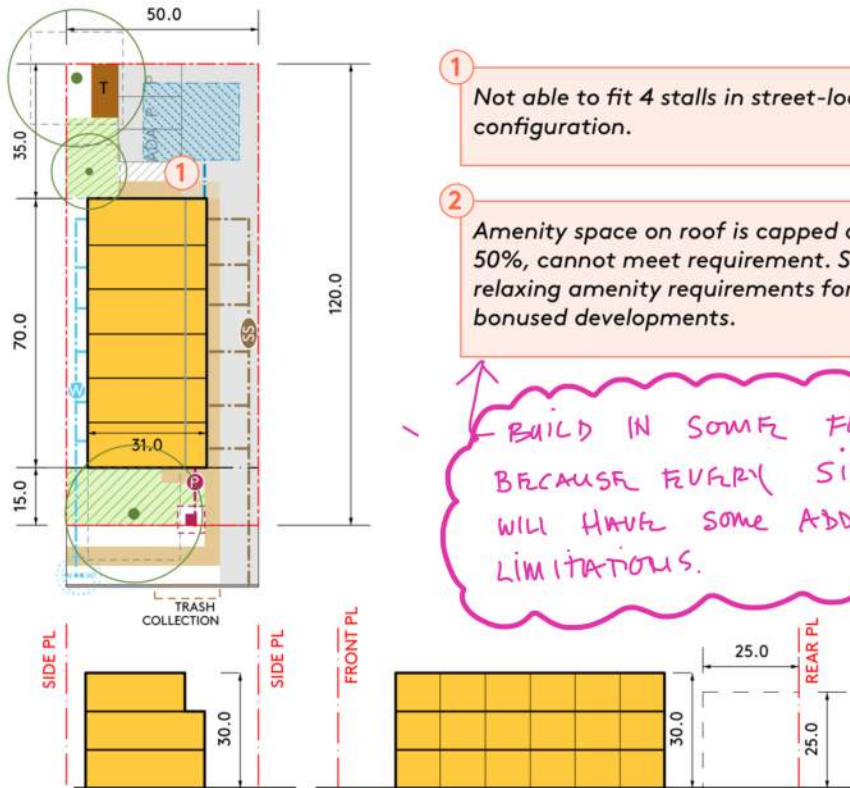 50.0
35.0
70.0
15.0
120.0
T
ADA
1
W
SS
31.0
P
TRASH
COLLECTION
1
Not able to fit 4 stalls in street-loa
configuration.
2
Amenity space on roof is capped a
50%, cannot meet requirement. S
relaxing amenity requirements for
bonused developments.
BUILD IN SOME
BECAUSE EVERY
WILL HAVE SOME ADD
LIMITATIONS.
SIDE PL
30.0
SIDE PL
FRONT PL
30.0
25.0
REAR PL
25.0